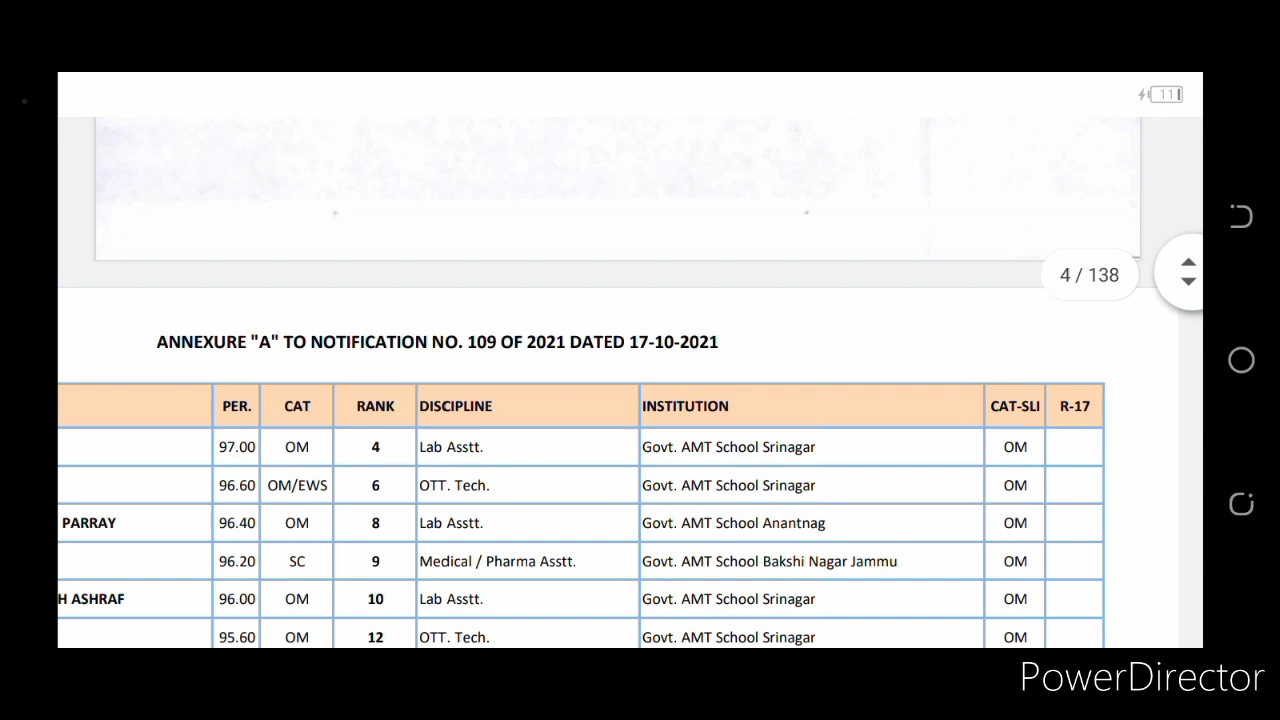 11
4 / 138
ANNEXURE "A" TO NOTIFICATION NO. 109 OF 2021 DATED 17-10-2021
PER. CAT RANK DISCIPLINE INSTITUTION CAT-SLI R-17
97.00 OM 4 Lab Asstt. Govt. AMT School Srinagar OM
96.60 OM/EWS 6 OTT. Tech. Govt. AMT School Srinagar OM
PARRAY 96.40 OM 8 Lab Asstt. Govt. AMT School Anantnag OM
96.20 SC 9 Medical / Pharma Asstt. Govt. AMT School Bakshi Nagar Jammu OM
H ASHRAF 96.00 OM 10 Lab Asstt. Govt. AMT School Srinagar OM
95.60 OM 12 OTT. Tech. Govt. AMT School Srinagar OM
PowerDirector